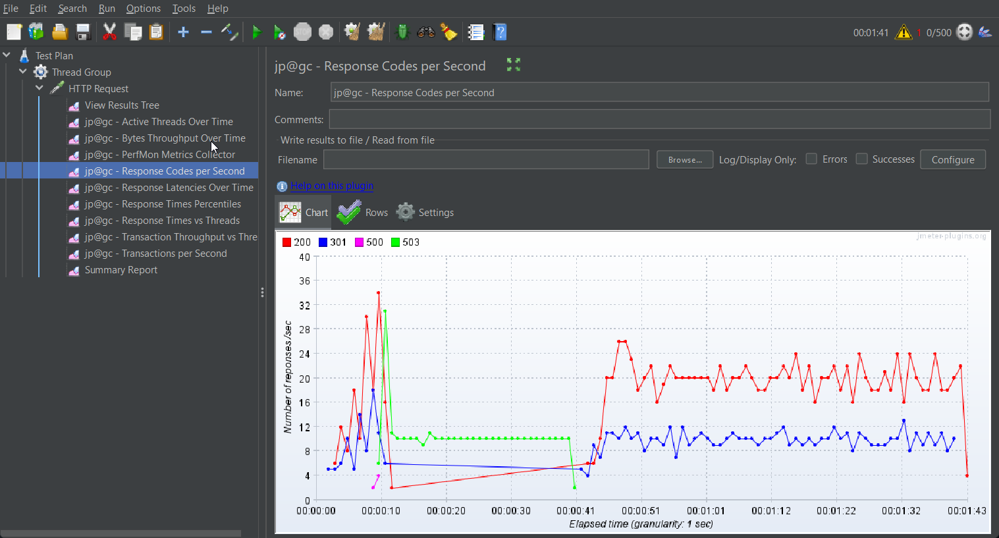 File Edit Search Run Options Tools Help
STOP
00:01:41 1 0/500
Test Plan
Thread Group
HTTP Request
View Results Tree
jp@gc - Active Threads Over Time
jp@gc - Bytes Throughput Over Time
jp@gc - PerfMon Metrics Collector
jp@gc - Response Codes per Second
jp@gc - Response Latencies Over Time
jp@gc - Response Times Percentiles
jp@gc - Response Times vs Threads
jp@gc - Transaction Throughput vs Thre
jp@gc - Transactions per Second
Summary Report
jp@gc - Response Codes per Second
Name: jp@gc - Response Codes per Second
Comments:
Write results to file / Read from file
Filename Browse... Log/Display Only: Errors Successes Configure
Help on this plugin
Chart Rows Settings
jmeter-plugins.org
200 301 500 503
40
36
32
28
24
20
16
12
8
4
0
Number of reponses /sec
00:00:00 00:00:10 00:00:20 00:00:30 00:00:41 00:00:51 00:01:01 00:01:12 00:01:22 00:01:32 00:01:43
Elapsed time (granularity: 1 sec)